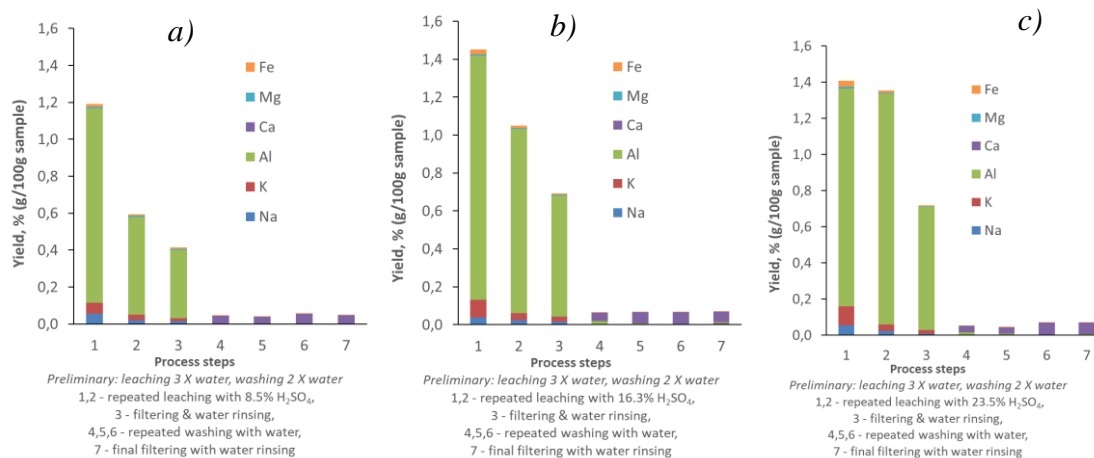 a)
Yield, % (g/100g sample)
1,6
1,4
1,2
1,0
0,8
0,6
0,4
0,2
0,0
Fe
Mg
Ca
Al
K
Na
1 2 3 4 5 6 7
Process steps
Preliminary: leaching 3 X water, washing 2 X water
1,2 - repeated leaching with 8.5% H₂SO₄,
3 - filtering & water rinsing,
4,5,6 - repeated washing with water,
7 - final filtering with water rinsing
b)
Yield, % (g/100g sample)
1,6
1,4
1,2
1,0
0,8
0,6
0,4
0,2
0,0
Fe
Mg
Ca
Al
K
Na
1 2 3 4 5 6 7
Process steps
Preliminary: leaching 3 X water, washing 2 X water
1,2 - repeated leaching with 16.3% H₂SO₄,
3 - filtering & water rinsing,
4,5,6 - repeated washing with water,
7 - final filtering with water rinsing
c)
Yield, % (g/100g sample)
1,6
1,4
1,2
1,0
0,8
0,6
0,4
0,2
0,0
Fe
Mg
Ca
Al
K
Na
1 2 3 4 5 6 7
Process steps
Preliminary: leaching 3 X water, washing 2 X water
1,2 - repeated leaching with 23.5% H₂SO₄,
3 - filtering & water rinsing,
4,5,6 - repeated washing with water,
7 - final filtering with water rinsing